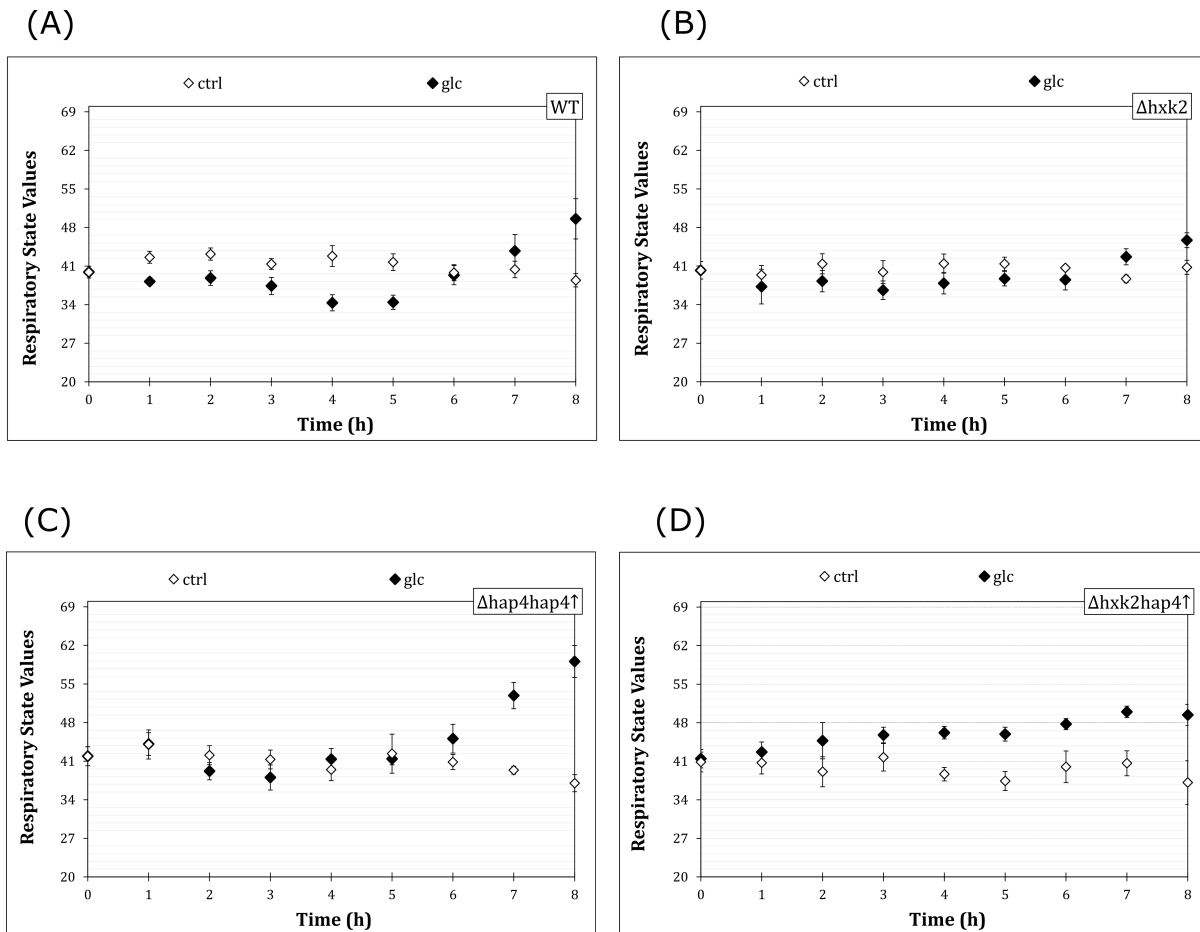 (A)
ctrl glc
WT
Respiratory State Values
69
62
55
48
41
34
27
20
0 1 2 3 4 5 6 7 8
Time (h)
(B)
ctrl glc
Δhxk2
Respiratory State Values
69
62
55
48
41
34
27
20
0 1 2 3 4 5 6 7 8
Time (h)
(C)
ctrl glc
Δhap4hap4↑
Respiratory State Values
69
62
55
48
41
34
27
20
0 1 2 3 4 5 6 7 8
Time (h)
(D)
ctrl glc
Δhxk2hap4↑
Respiratory State Values
69
62
55
48
41
34
27
20
0 1 2 3 4 5 6 7 8
Time (h)